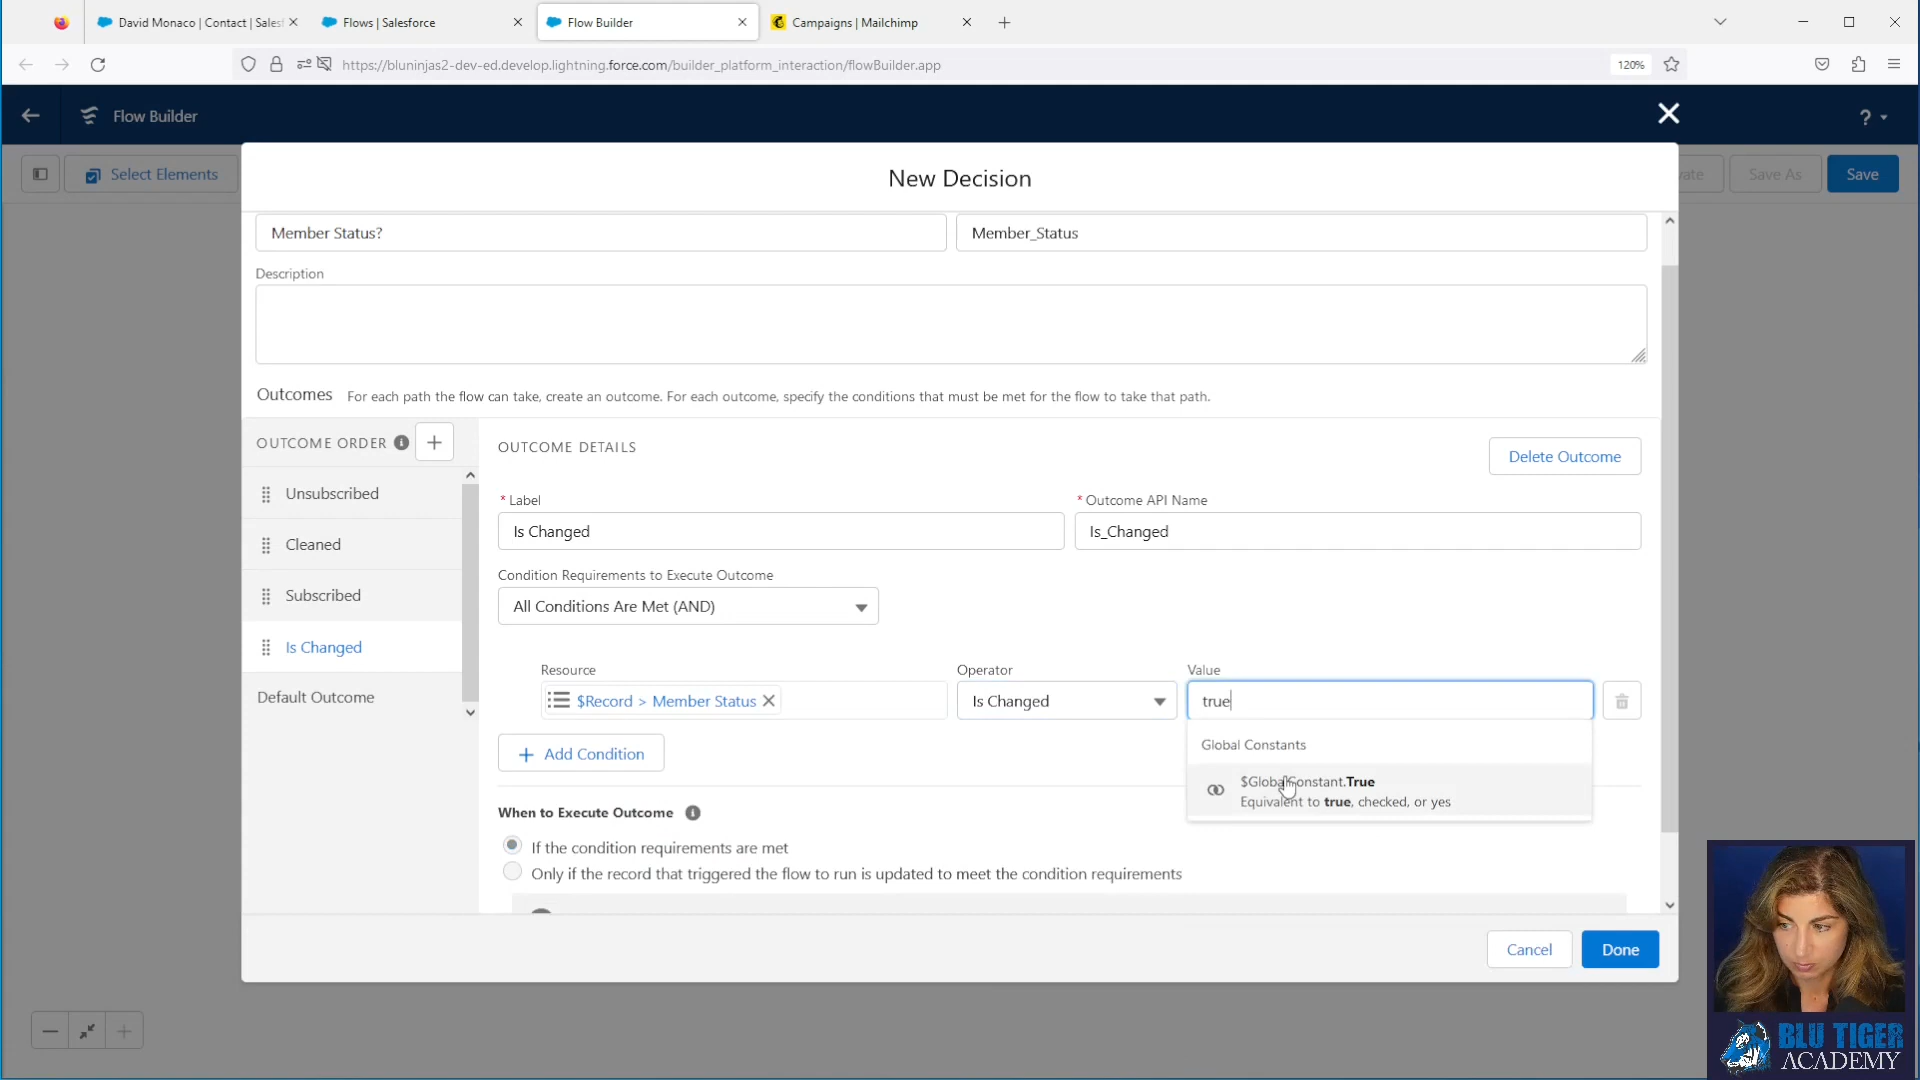 David Monaco | Contact | Sales
Flows | Salesforce
Flow Builder
Campaigns | Mailchimp
https://bluninjas2-dev-ed.develop.lightning.force.com/builder_platform_interaction/flowBuilder.app
120%
Flow Builder
?
Select Elements
New Decision
Save As
Save
Member Status?
Member_Status
Description
Outcomes For each path the flow can take, create an outcome. For each outcome, specify the conditions that must be met for the flow to take that path.
OUTCOME ORDER
OUTCOME DETAILS
Delete Outcome
Unsubscribed
Cleaned
Subscribed
Is Changed
Default Outcome
* Label
* Outcome API Name
Is Changed
Is_Changed
Condition Requirements to Execute Outcome
All Conditions Are Met (AND)
Resource
Operator
Value
$Record > Member Status
Is Changed
true
Add Condition
Global Constants
$GlobalConstant.True
Equivalent to true, checked, or yes
When to Execute Outcome
If the condition requirements are met
Only if the record that triggered the flow to run is updated to meet the condition requirements
Cancel
Done
BLU TIGER
ACADEMY